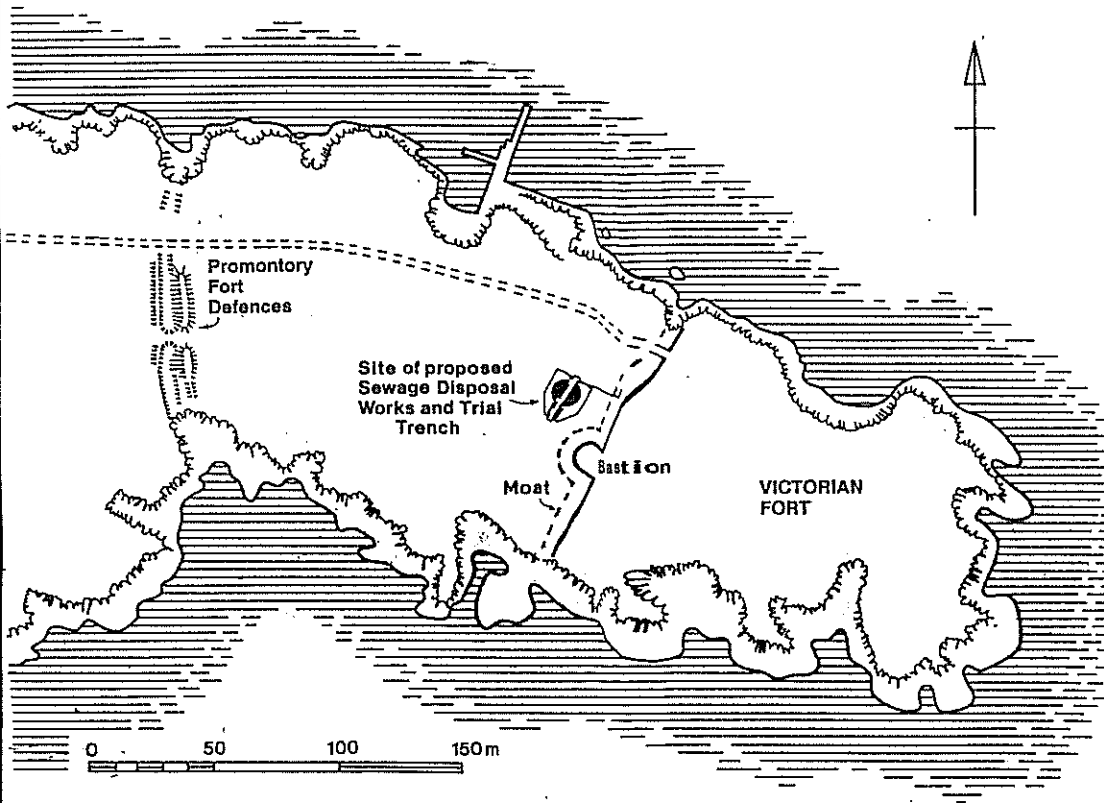 Promontory
Fort
Defences
Site of proposed
Sewage Disposal
Works and Trial
Trench
Bastion
Moat
VICTORIAN
FORT
0 50 100 150 m